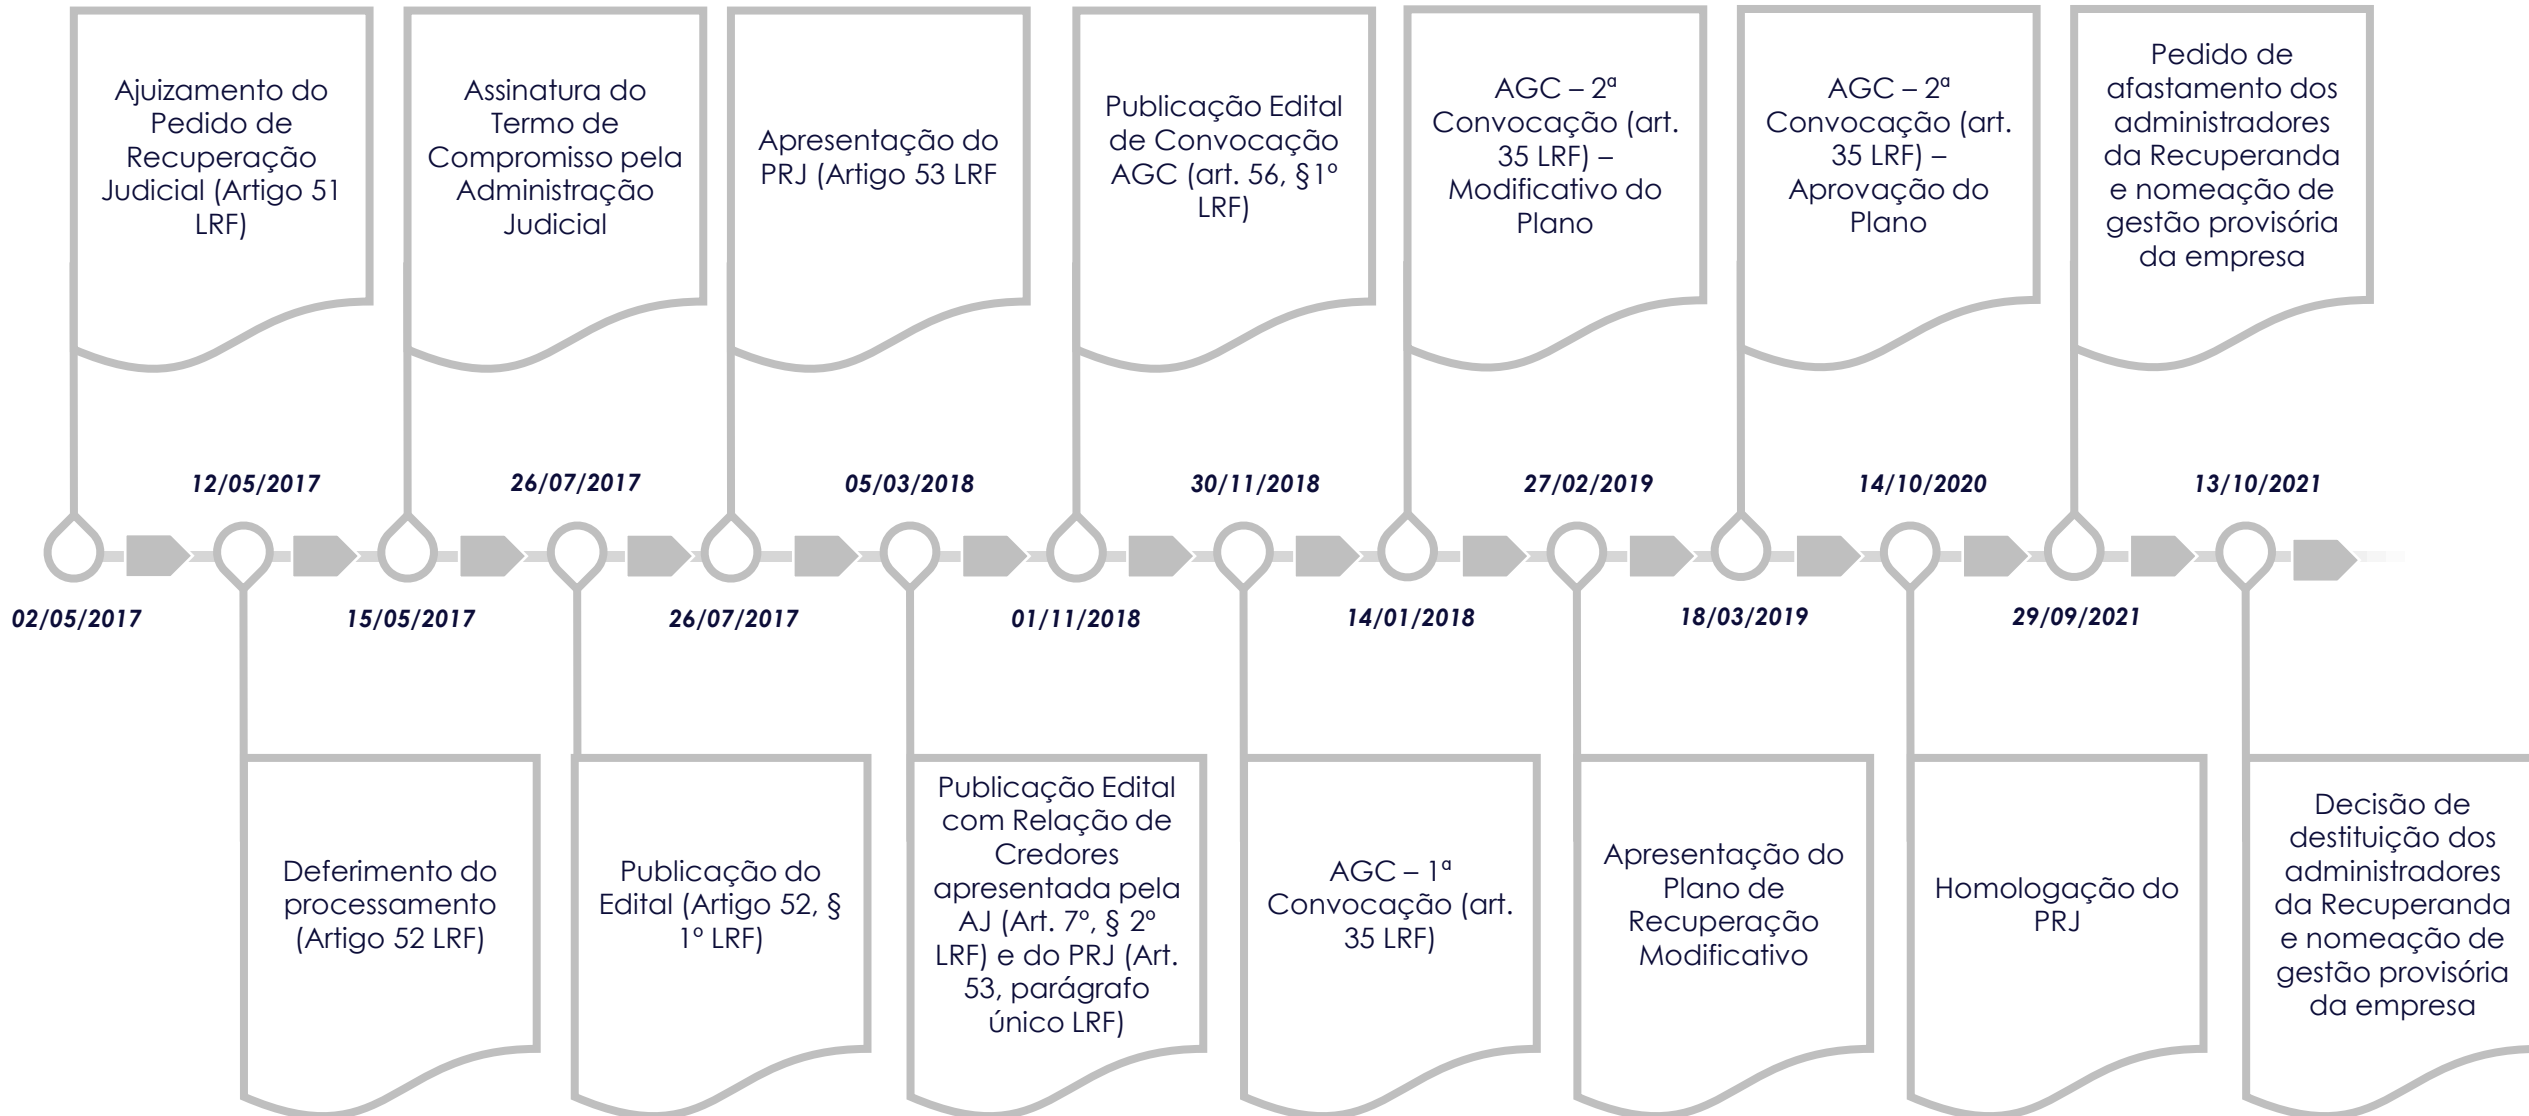 Ajuizamento do
Pedido de
Recuperação
Judicial (Artigo 51
LRF)
Assinatura do
Termo de
Compromisso pela
Administração
Judicial
Apresentação do
PRJ (Artigo 53 LRF
Publicação Edital
de Convocação
AGC (art. 56, §1º
LRF)
AGC – 2ª
Convocação (art.
35 LRF) –
Modificativo do
Plano
AGC – 2ª
Convocação (art.
35 LRF) –
Aprovação do
Plano
Pedido de
afastamento dos
administradores
da Recuperanda
e nomeação de
gestão provisória
da empresa
12/05/2017
26/07/2017
05/03/2018
30/11/2018
27/02/2019
14/10/2020
13/10/2021
02/05/2017
15/05/2017
26/07/2017
01/11/2018
14/01/2018
18/03/2019
29/09/2021
Deferimento do
processamento
(Artigo 52 LRF)
Publicação do
Edital (Artigo 52, §
1º LRF)
Publicação Edital
com Relação de
Credores
apresentada pela
AJ (Art. 7º, § 2º
LRF) e do PRJ (Art.
53, parágrafo
único LRF)
AGC – 1ª
Convocação (art.
35 LRF)
Apresentação do
Plano de
Recuperação
Modificativo
Homologação do
PRJ
Decisão de
destituição dos
administradores
da Recuperanda
e nomeação de
gestão provisória
da empresa